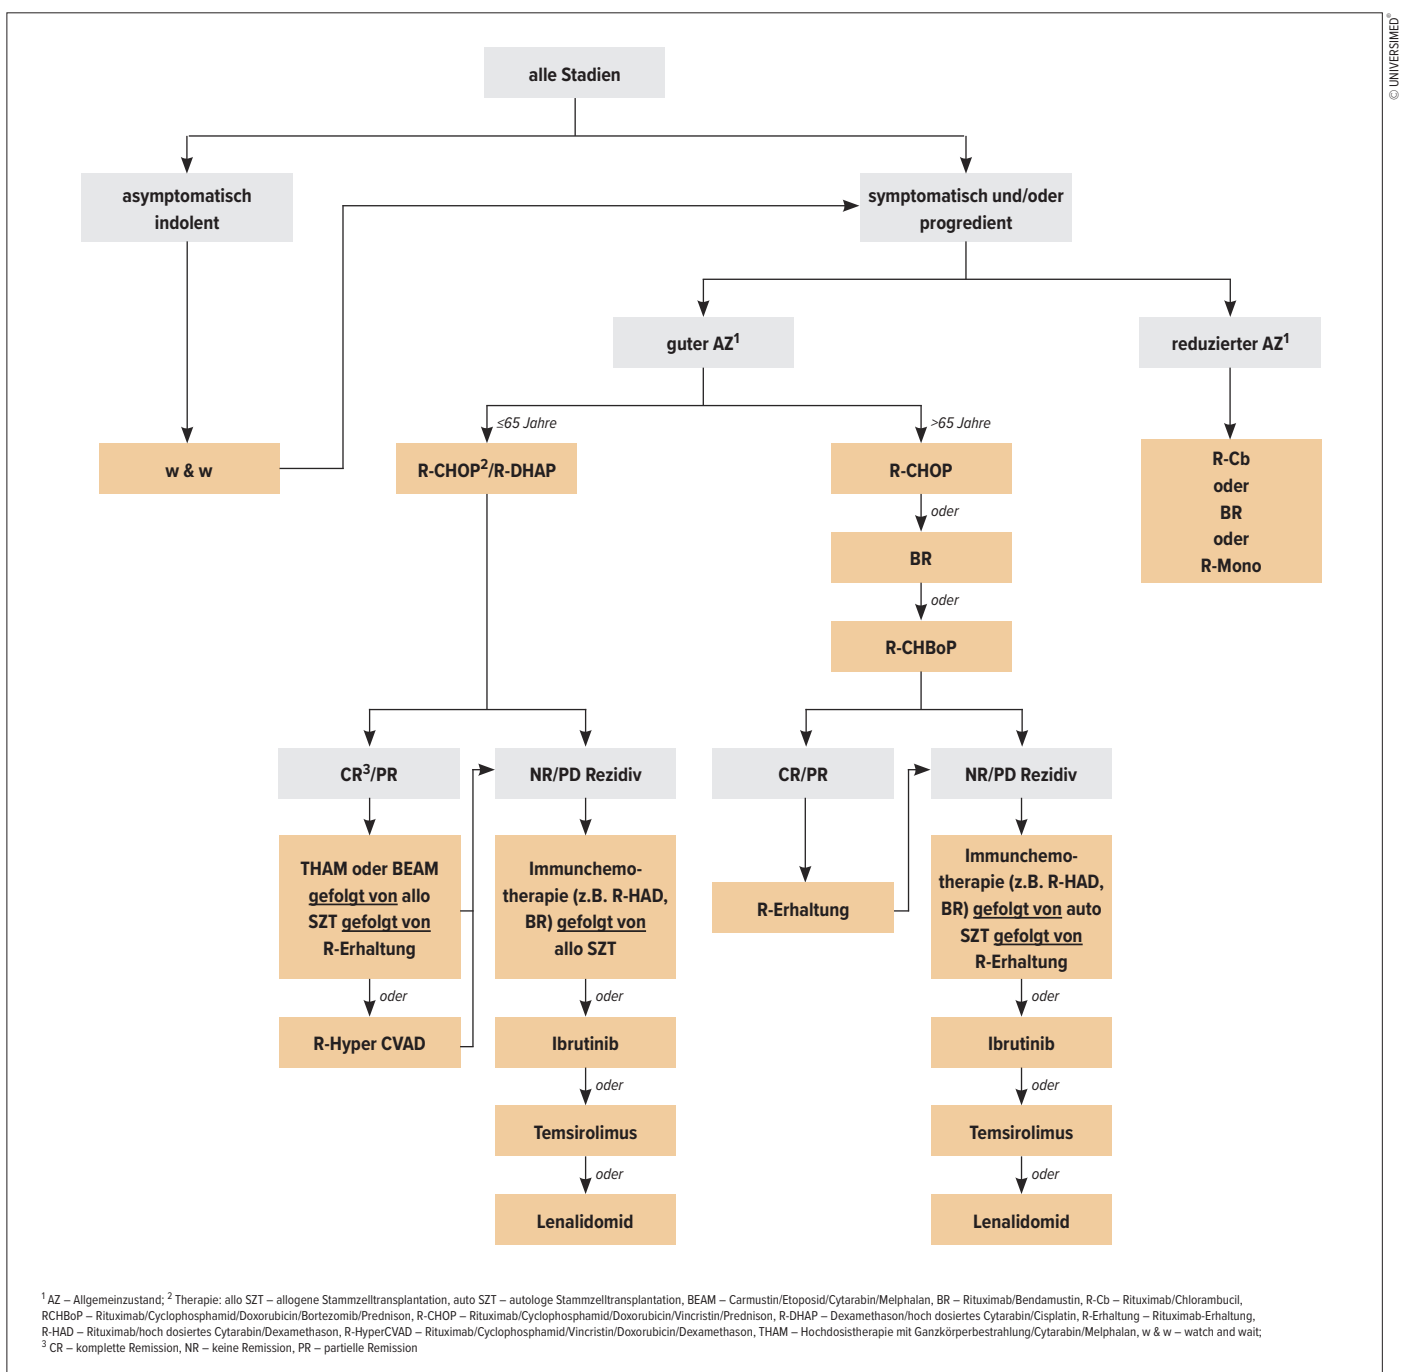 © UNIVERSIMED®
alle Stadien
asymptomatisch
indolent
symptomatisch und/oder
progredient
guter AZ¹
reduzierter AZ¹
≤65 Jahre
>65 Jahre
w & w
R-CHOP²/R-DHAP
R-CHOP
R-Cb
oder
BR
oder
R-Mono
oder
BR
oder
R-CHBoP
CR³/PR
NR/PD Rezidiv
CR/PR
NR/PD Rezidiv
THAM oder BEAM
gefolgt von allo
SZT gefolgt von
R-Erhaltung
Immunchemo-
therapie (z.B. R-HAD,
BR) gefolgt von
allo SZT
R-Erhaltung
Immunchemo-
therapie (z.B. R-HAD,
BR) gefolgt von auto
SZT gefolgt von
R-Erhaltung
oder
oder
oder
R-Hyper CVAD
Ibrutinib
Ibrutinib
oder
oder
Temsirolimus
Temsirolimus
oder
oder
Lenalidomid
Lenalidomid
¹ AZ – Allgemeinzustand; ² Therapie: allo SZT – allogene Stammzelltransplantation, auto SZT – autologe Stammzelltransplantation, BEAM – Carmustin/Etoposid/Cytarabin/Melphalan, BR – Rituximab/Bendamustin, R-Cb – Rituximab/Chlorambucil,
RCHBoP – Rituximab/Cyclophosphamid/Doxorubicin/Bortezomib/Prednison, R-CHOP – Rituximab/Cyclophosphamid/Doxorubicin/Vincristin/Prednison, R-DHAP – Dexamethason/hoch dosiertes Cytarabin/Cisplatin, R-Erhaltung – Rituximab-Erhaltung,
R-HAD – Rituximab/hoch dosiertes Cytarabin/Dexamethason, R-HyperCVAD – Rituximab/Cyclophosphamid/Vincristin/Doxorubicin/Dexamethason, THAM – Hochdosistherapie mit Ganzkörperbestrahlung/Cytarabin/Melphalan, w & w – watch and wait;
³ CR – komplette Remission, NR – keine Remission, PR – partielle Remission